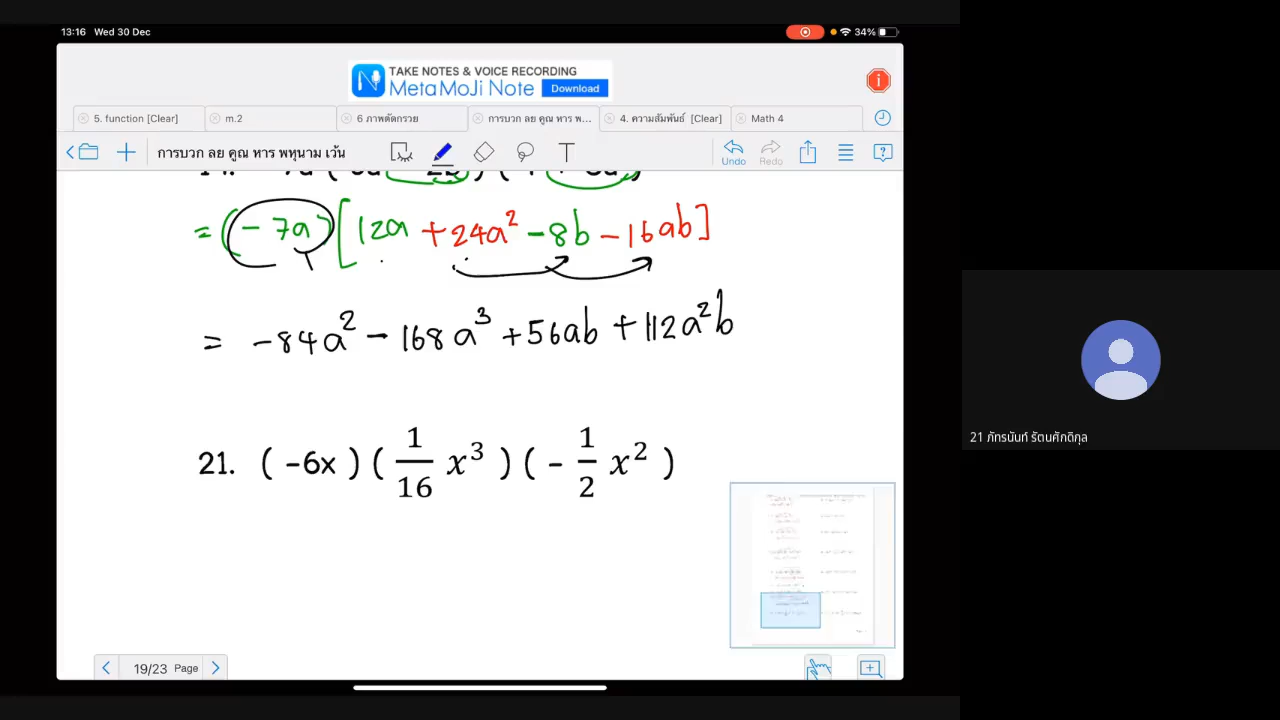 13:16 Wed 30 Dec
34%
TAKE NOTES & VOICE RECORDING
MetaMoJi Note Download
5. function [Clear]
m.2
6 ภาพตัดกรวย
การบวก ลย คูณ หาร พ...
4. ความสัมพันธ์ [Clear]
Math 4
การบวก ลย คูณ หาร พหุนาม เว้น
T
Undo
Redo
= (-7a) [12a + 24a² - 8b - 16ab]
= -84a² - 168a³ + 56ab + 112a²b
21. ( -6x ) ( 1/16 x³ ) ( - 1/2 x² )
19/23 Page
21 ภัทรนันท์ รัตนศักดิกุล